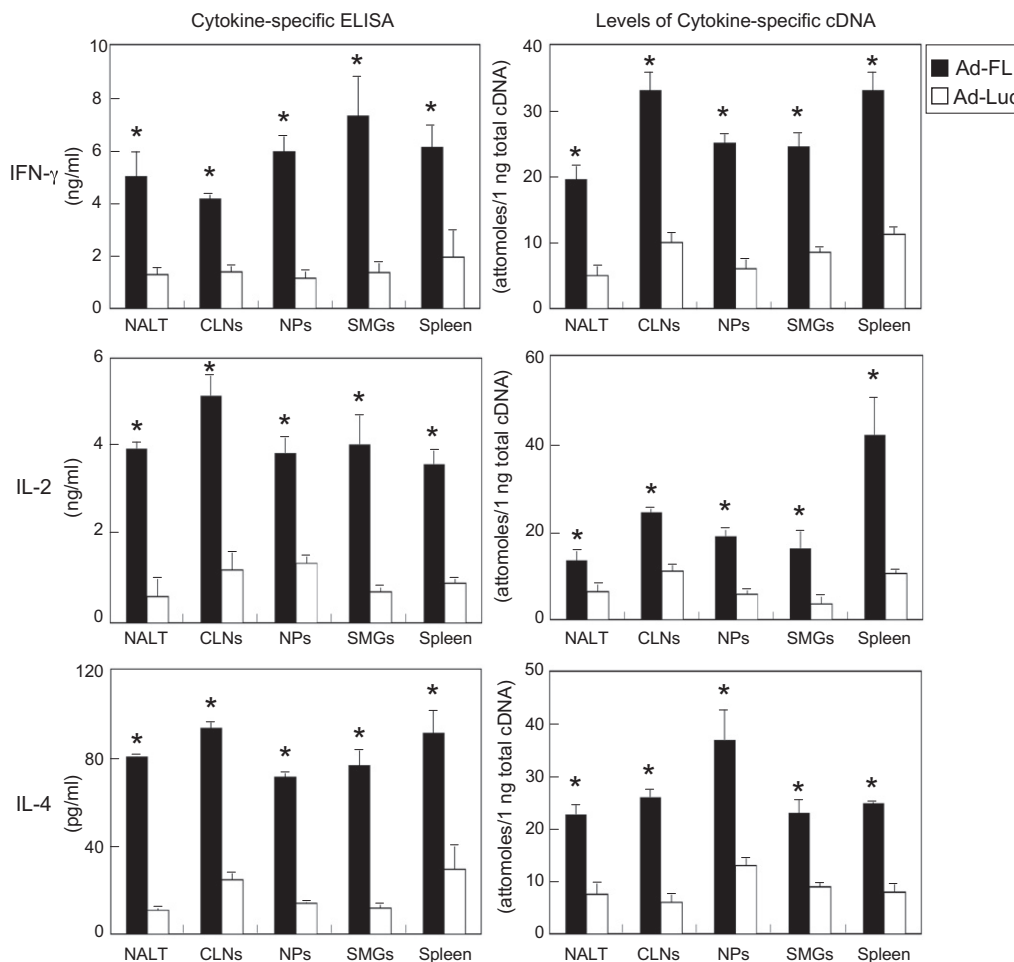 Cytokine-specific ELISA
Levels of Cytokine-specific cDNA
Ad-FL
Ad-Luc
IFN-γ
(ng/ml)
10
8
6
4
2
0
* * * * *
NALT CLNs NPs SMGs Spleen
(attomoles/1 ng total cDNA)
40
30
20
10
0
* * * * *
NALT CLNs NPs SMGs Spleen
IL-2
(ng/ml)
6
4
2
0
* * * * *
NALT CLNs NPs SMGs Spleen
(attomoles/1 ng total cDNA)
60
40
20
0
* * * * *
NALT CLNs NPs SMGs Spleen
IL-4
(pg/ml)
120
80
40
0
* * * * *
NALT CLNs NPs SMGs Spleen
(attomoles/1 ng total cDNA)
50
40
30
20
10
0
* * * * *
NALT CLNs NPs SMGs Spleen